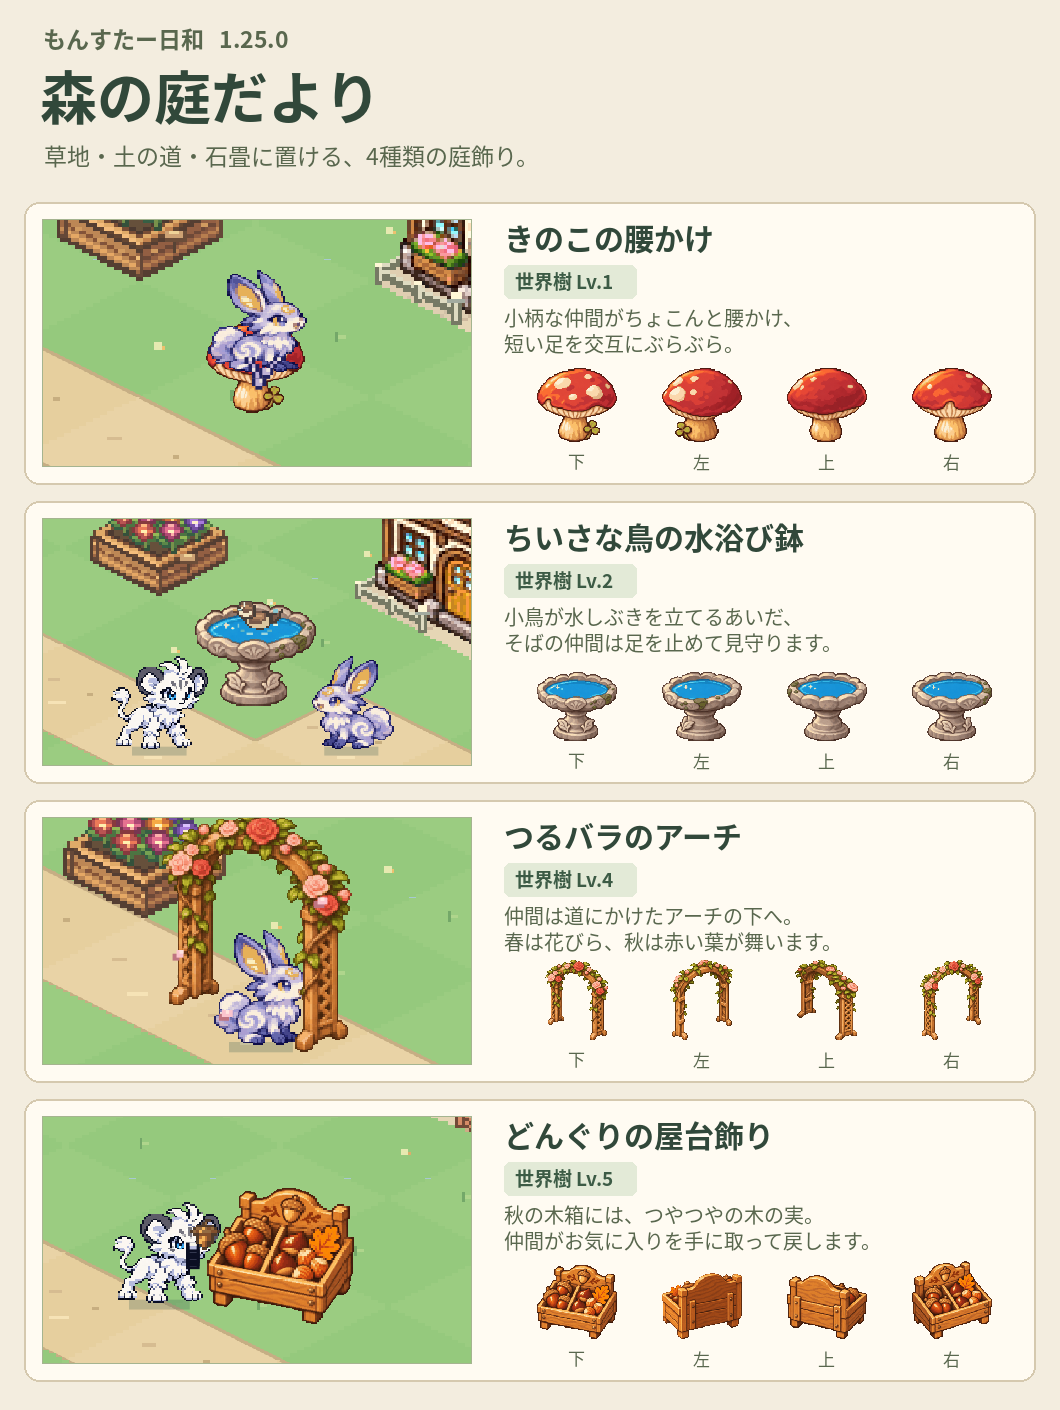 もんすたー日和 1.25.0
森の庭だより
草地・土の道・石畳に置ける、4種類の庭飾り。
きのこの腰かけ
世界樹 Lv.1
小柄な仲間がちょこんと腰かけ、
短い足を交互にぶらぶら。
下 左 上 右
ちいさな鳥の水浴び鉢
世界樹 Lv.2
小鳥が水しぶきを立てるあいだ、
そばの仲間は足を止めて見守ります。
下 左 上 右
つるバラのアーチ
世界樹 Lv.4
仲間は道にかけたアーチの下へ。
春は花びら、秋は赤い葉が舞います。
下 左 上 右
どんぐりの屋台飾り
世界樹 Lv.5
秋の木箱には、つやつやの木の実。
仲間がお気に入りを手に取って戻します。
下 左 上 右